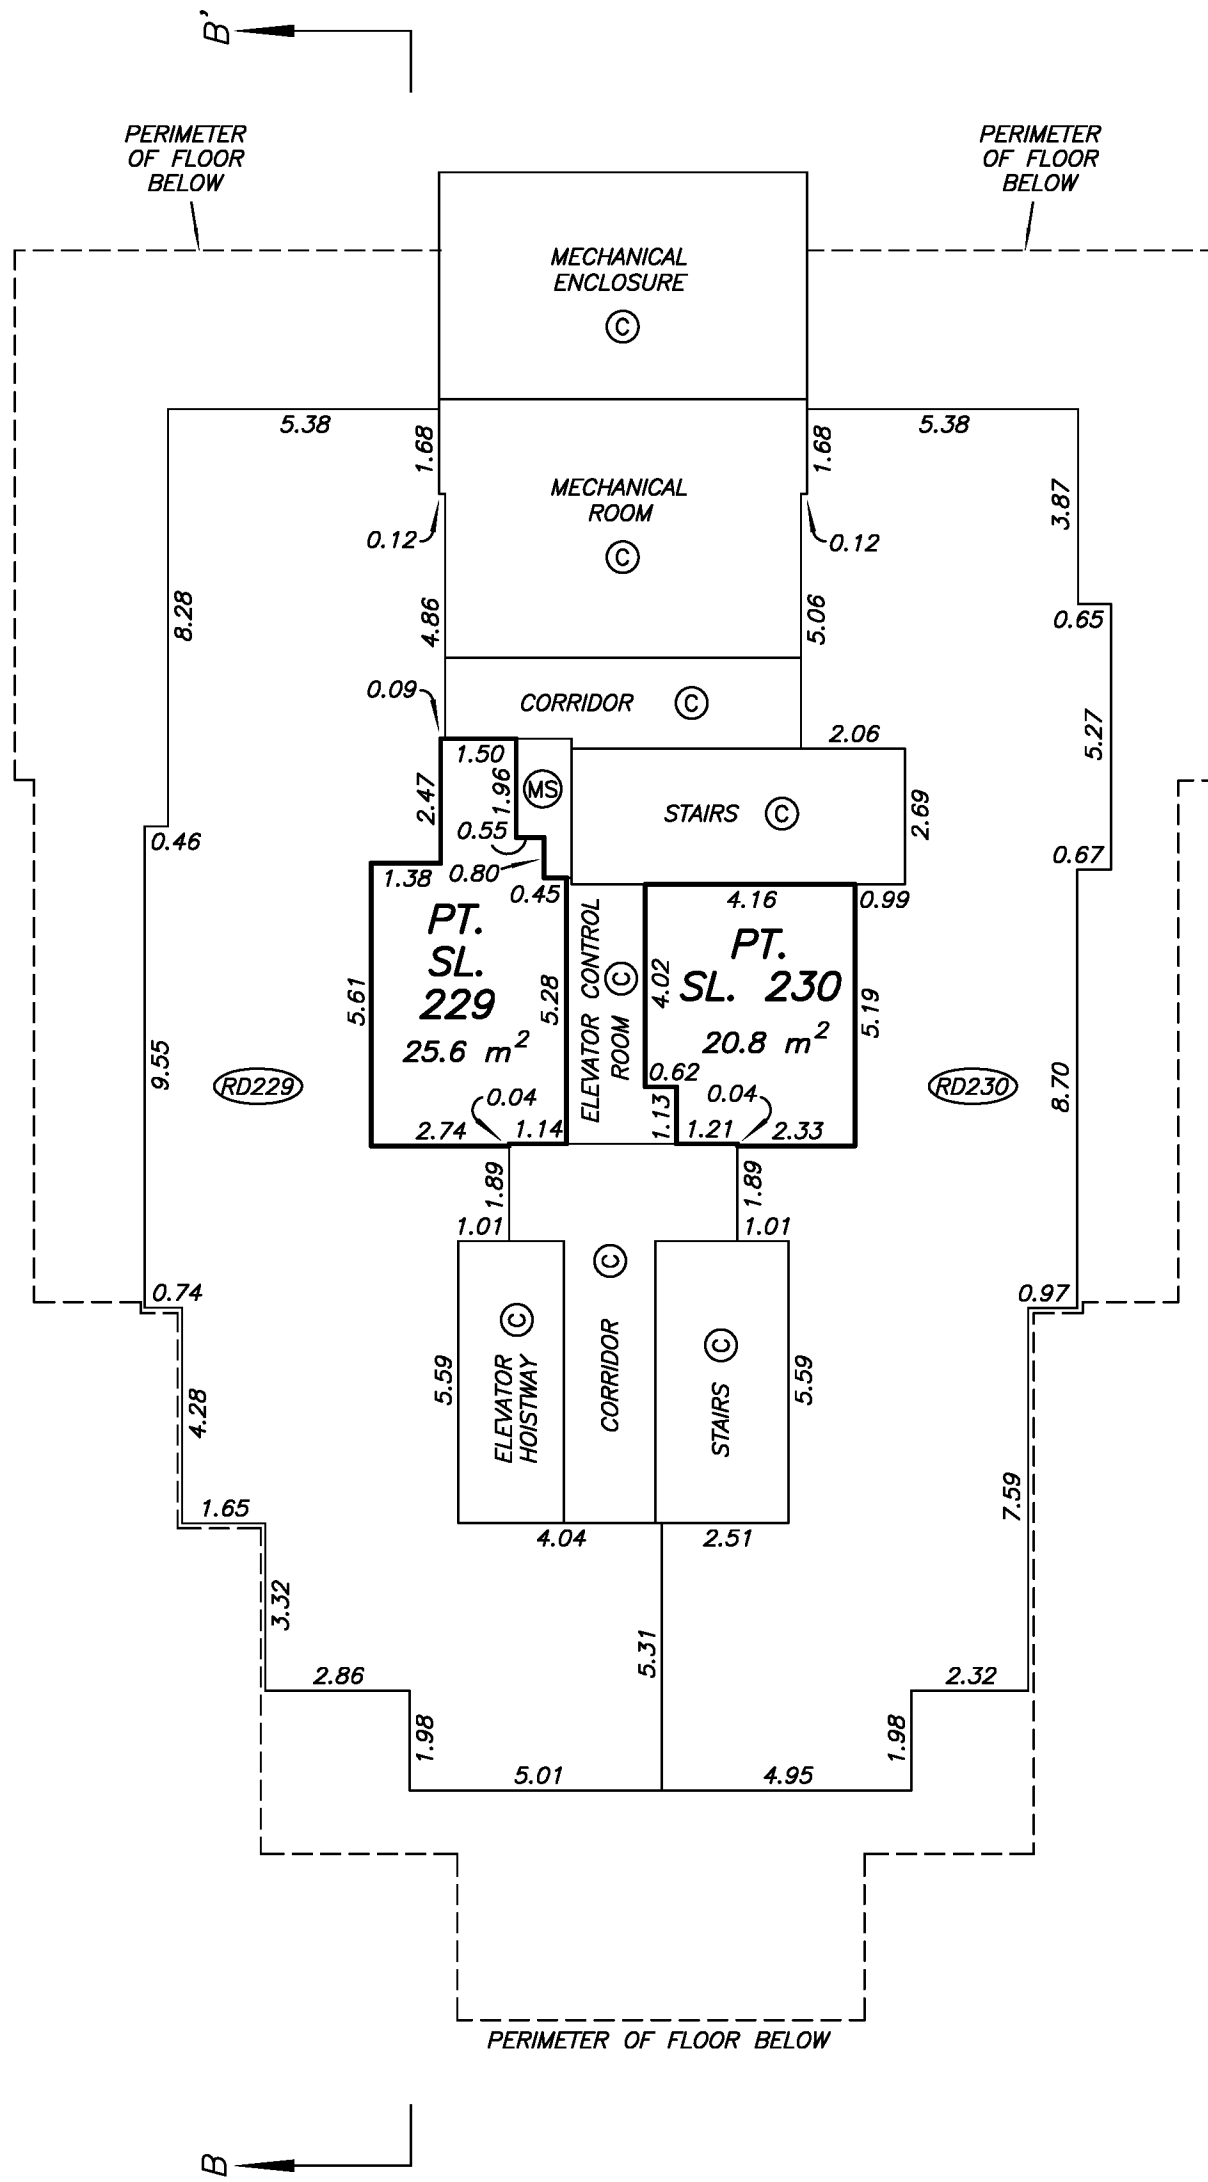 B'
PERIMETER
OF FLOOR
BELOW
PERIMETER
OF FLOOR
BELOW
MECHANICAL
ENCLOSURE
C
5.38
5.38
1.68
1.68
MECHANICAL
ROOM
C
3.87
0.12
0.12
8.28
4.86
5.06
0.65
0.09
CORRIDOR C
5.27
2.06
1.50
2.47
1.96
MS
STAIRS C
2.69
0.46
0.55
0.67
1.38
0.80
0.45
4.16
0.99
PT.
SL.
229
25.6 m²
5.61
5.28
ELEVATOR CONTROL
ROOM C
4.02
PT.
SL. 230
20.8 m²
5.19
9.55
RD229
RD230
8.70
0.62
0.04
0.04
1.13
2.74
1.14
1.21
2.33
1.89
1.89
1.01
1.01
C
0.74
0.97
5.59
ELEVATOR
HOISTWAY
C
CORRIDOR
STAIRS
C
5.59
4.28
1.65
7.59
4.04
2.51
3.32
5.31
2.86
2.32
1.98
1.98
5.01
4.95
PERIMETER OF FLOOR BELOW
B